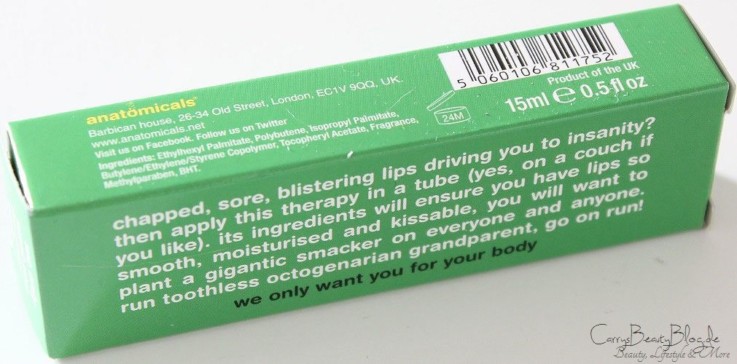 anatomicals
Barbican house, 26-34 Old Street, London, EC1V 9QQ, UK.
www.anatomicals.net
Visit us on Facebook. Follow us on Twitter
Ingredients: Ethylhexyl Palmitate, Polybutene, Isopropyl Palmitate,
Butylene/Ethylene/Styrene Copolymer, Tocopheryl Acetate, Fragrance,
Methylparaben, BHT.
24M
5 060106 811752
Product of the UK
15ml e 0.5 fl oz
chapped, sore, blistering lips driving you to insanity?
then apply this therapy in a tube (yes, on a couch if
you like). its ingredients will ensure you have lips so
smooth, moisturised and kissable, you will want to
plant a gigantic smacker on everyone and anyone.
run toothless octogenarian grandparent, go on run!
we only want you for your body
CarrysBeautyBlog.de
Beauty, Lifestyle & More